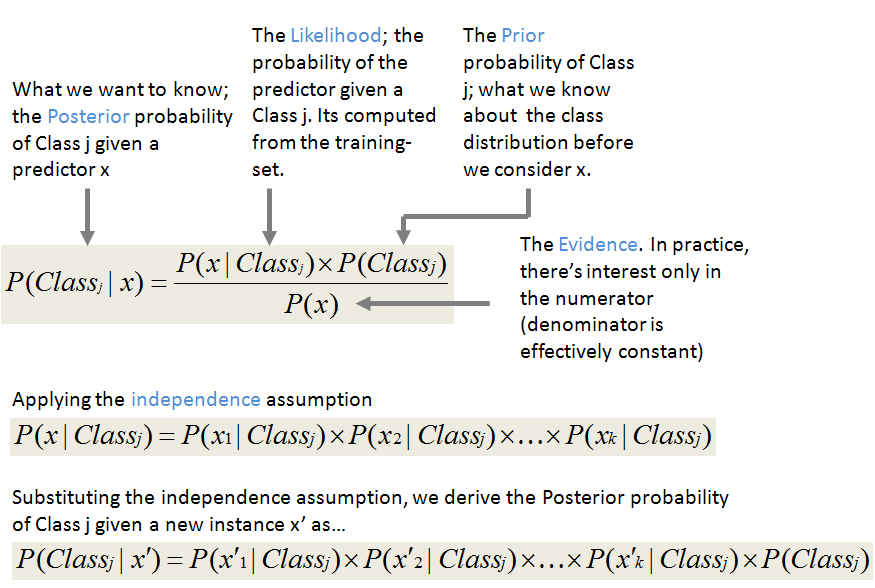 What we want to know;
the Posterior probability
of Class j given a
predictor x
The Likelihood; the
probability of the
predictor given a
Class j. Its computed
from the training-
set.
The Prior
probability of Class
j; what we know
about the class
distribution before
we consider x.
P(Classj | x) = P(x | Classj) × P(Classj) / P(x)
The Evidence. In practice,
there's interest only in
the numerator
(denominator is
effectively constant)
Applying the independence assumption
P(x | Classj) = P(x1 | Classj) × P(x2 | Classj) × … × P(xk | Classj)
Substituting the independence assumption, we derive the Posterior probability
of Class j given a new instance x' as…
P(Classj | x') = P(x'1 | Classj) × P(x'2 | Classj) × … × P(x'k | Classj) × P(Classj)